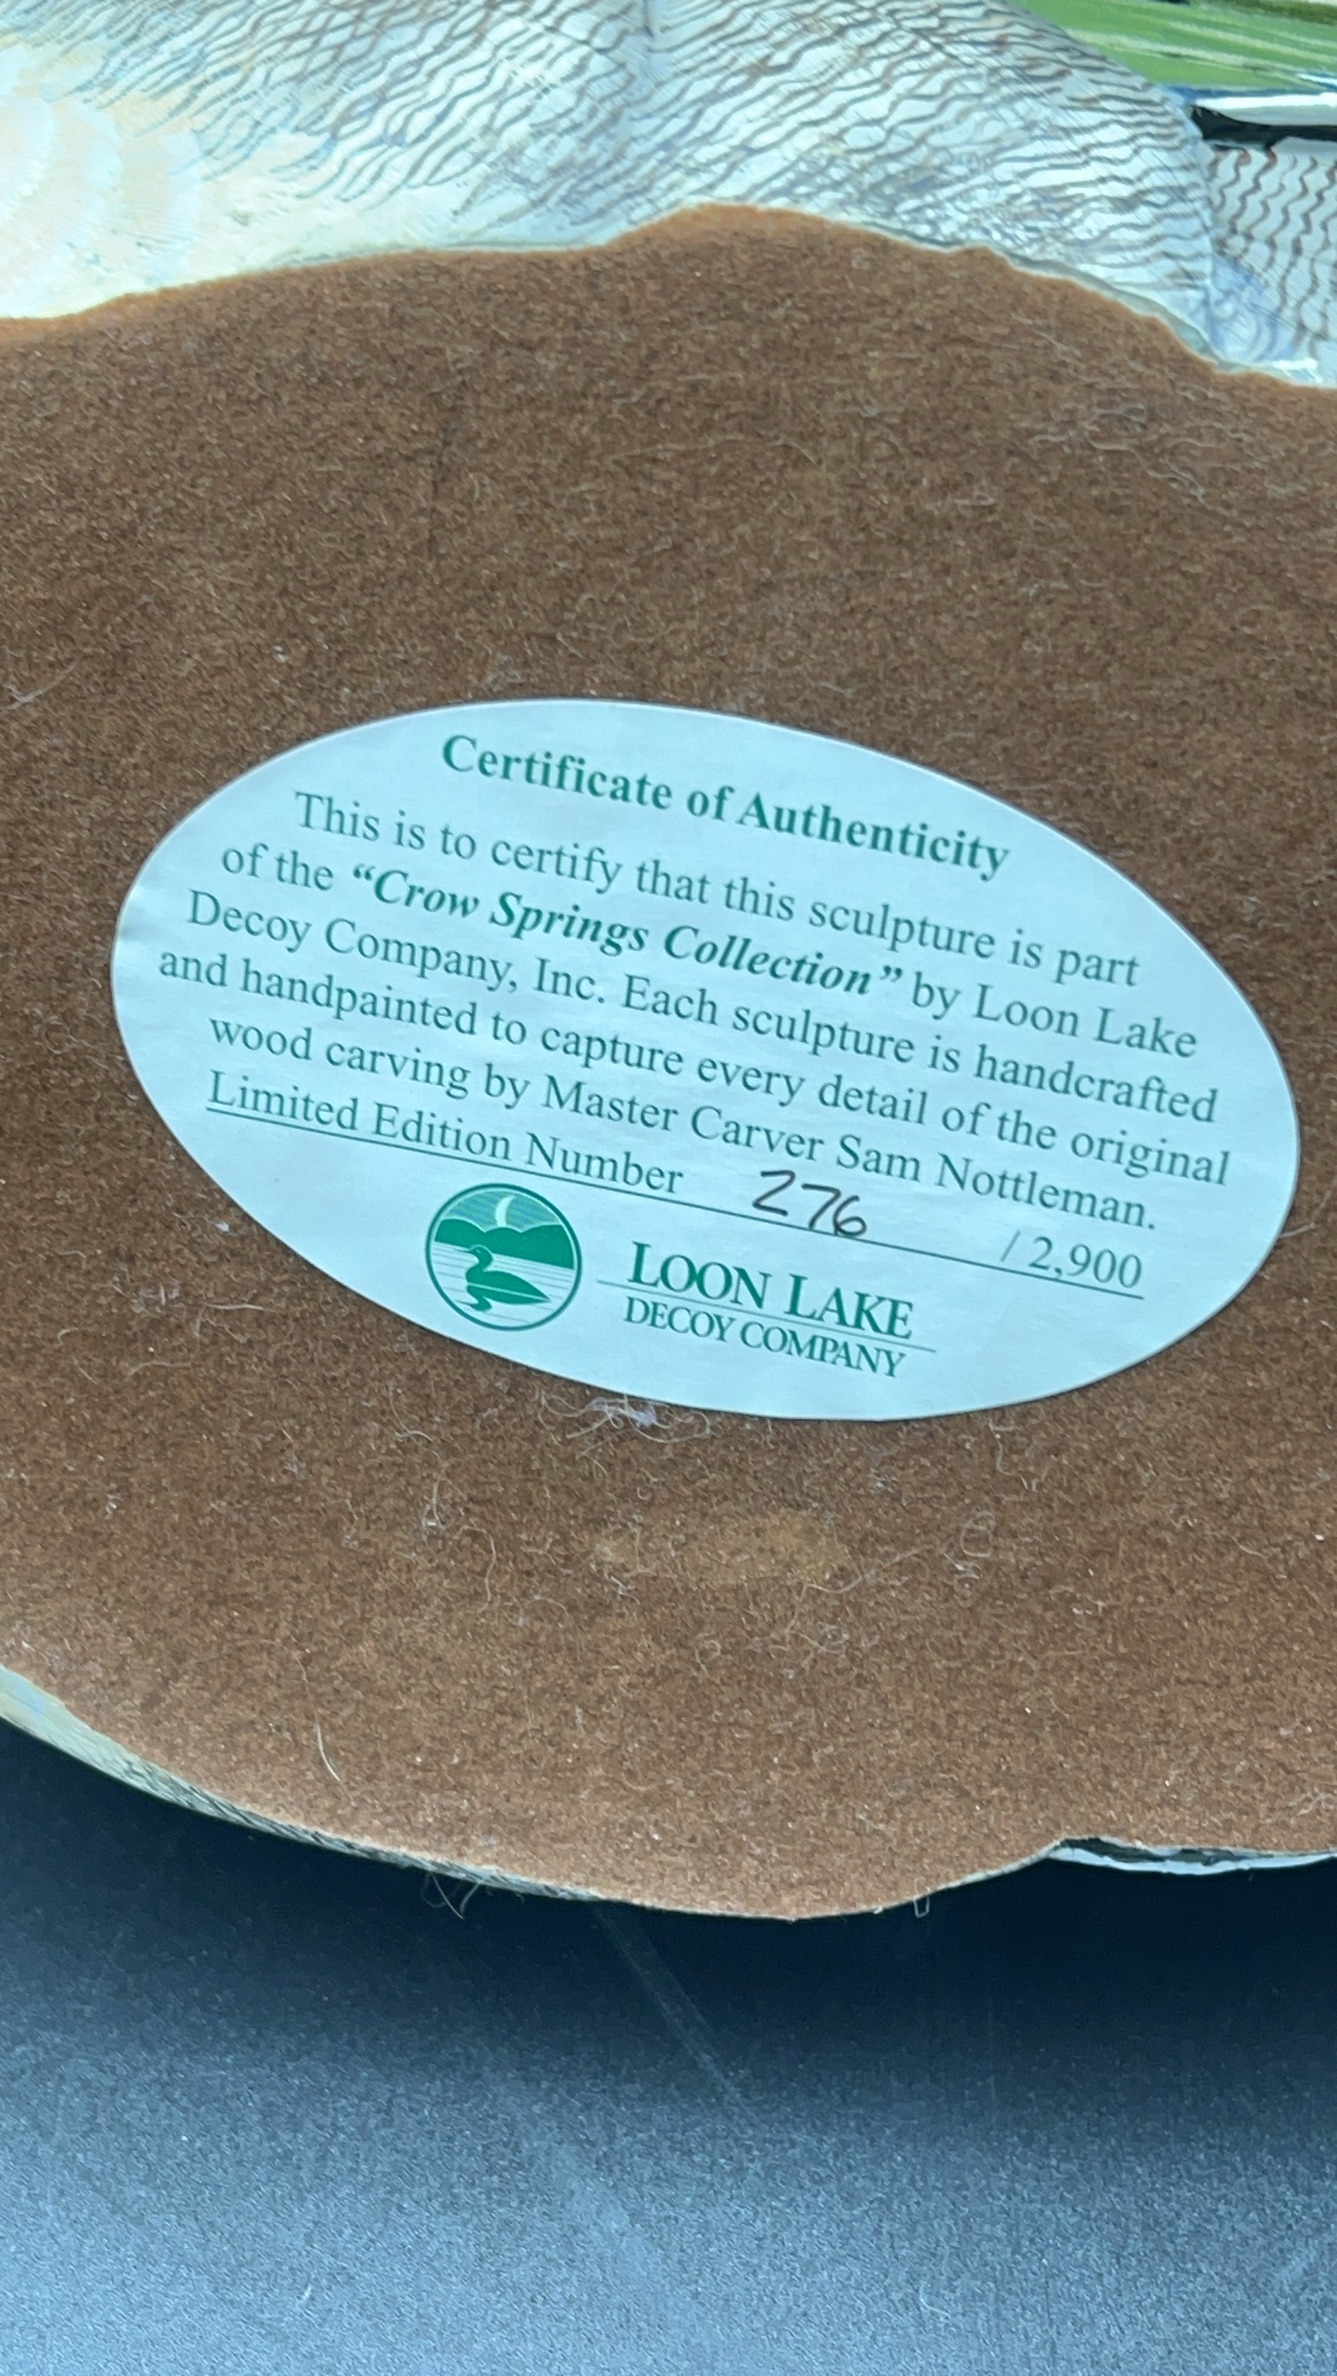 Certificate of Authenticity
This is to certify that this sculpture is part
of the “Crow Springs Collection” by Loon Lake
Decoy Company, Inc. Each sculpture is handcrafted
and handpainted to capture every detail of the original
wood carving by Master Carver Sam Nottleman.
Limited Edition Number 276 / 2,900
LOON LAKE
DECOY COMPANY